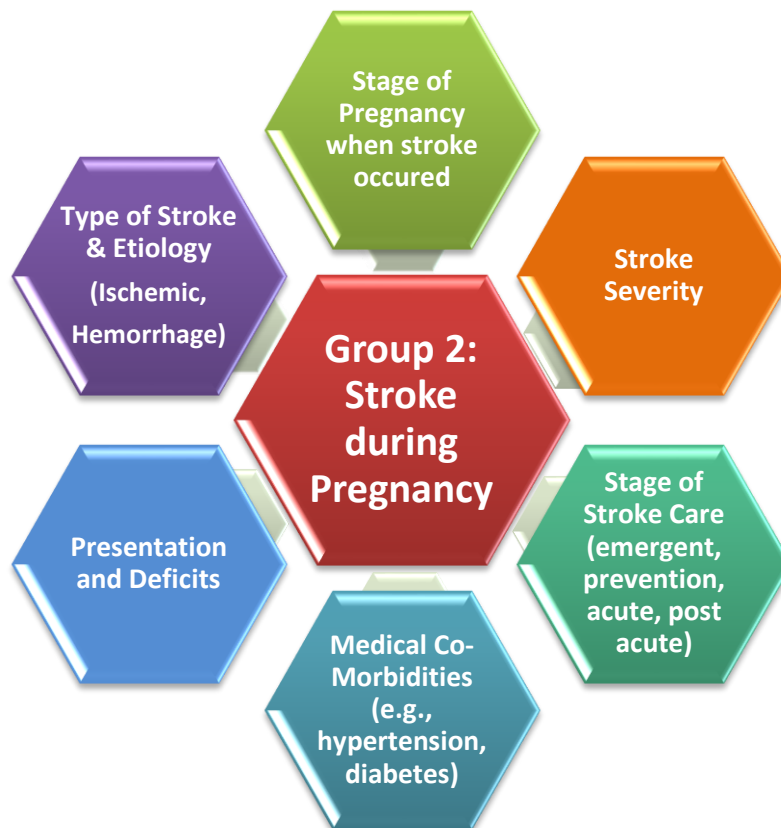 Stage of
Pregnancy
when stroke
occured
Type of Stroke
& Etiology
(Ischemic,
Hemorrhage)
Stroke
Severity
Group 2:
Stroke
during
Pregnancy
Presentation
and Deficits
Stage of
Stroke Care
(emergent,
prevention,
acute, post
acute)
Medical Co-
Morbidities
(e.g.,
hypertension,
diabetes)